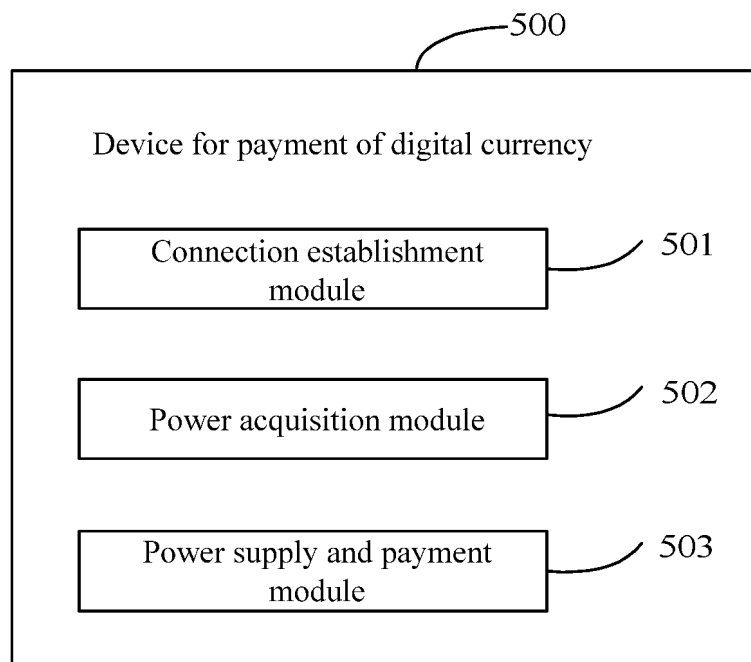 500
Device for payment of digital currency
Connection establishment
module
501
Power acquisition module
502
Power supply and payment
module
503